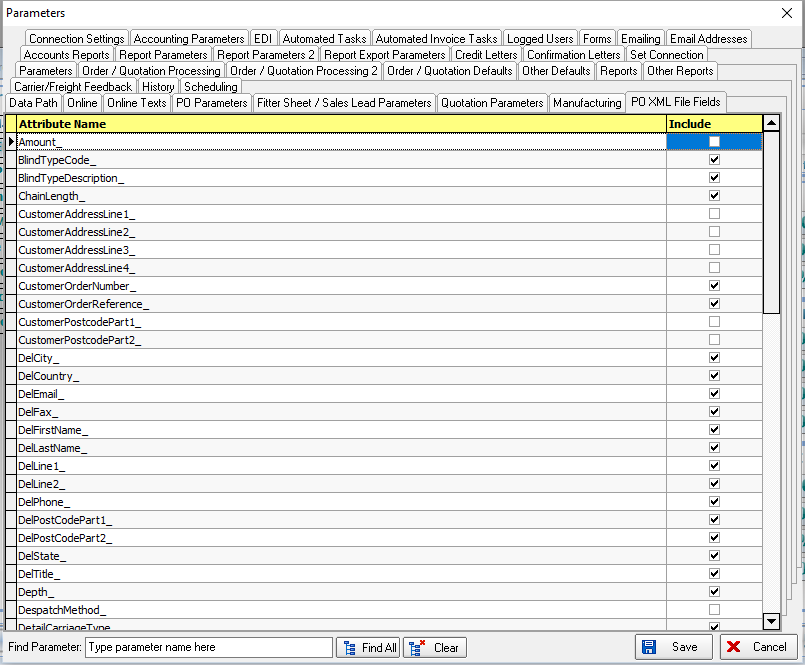 Parameters
Connection Settings Accounting Parameters EDI Automated Tasks Automated Invoice Tasks Logged Users Forms Emailing Email Addresses
Accounts Reports Report Parameters Report Parameters 2 Report Export Parameters Credit Letters Confirmation Letters Set Connection
Parameters Order / Quotation Processing Order / Quotation Processing 2 Order / Quotation Defaults Other Defaults Reports Other Reports
Carrier/Freight Feedback History Scheduling
Data Path Online Online Texts PO Parameters Fitter Sheet / Sales Lead Parameters Quotation Parameters Manufacturing PO XML File Fields
Attribute Name Include
Amount_
BlindTypeCode_
BlindTypeDescription_
ChainLength_
CustomerAddressLine1_
CustomerAddressLine2_
CustomerAddressLine3_
CustomerAddressLine4_
CustomerOrderNumber_
CustomerOrderReference_
CustomerPostcodePart1_
CustomerPostcodePart2_
DelCity_
DelCountry_
DelEmail_
DelFax_
DelFirstName_
DelLastName_
DelLine1_
DelLine2_
DelPhone_
DelPostCodePart1_
DelPostCodePart2_
DelState_
DelTitle_
Depth_
DespatchMethod_
DetailCarriageType
Find Parameter: Type parameter name here Find All Clear Save Cancel